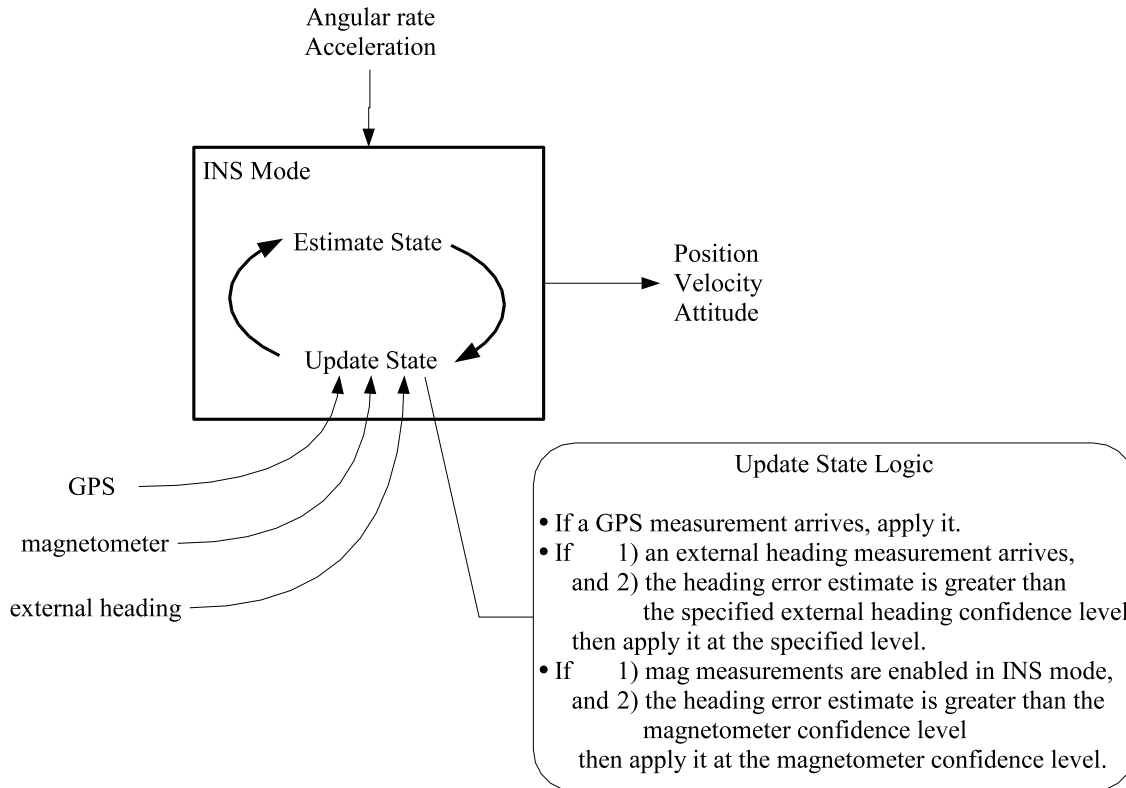 Angular rate
Acceleration
INS Mode
Estimate State
Position
Velocity
Attitude
Update State
GPS
magnetometer
external heading
Update State Logic
• If a GPS measurement arrives, apply it.
• If 1) an external heading measurement arrives,
and 2) the heading error estimate is greater than
the specified external heading confidence level
then apply it at the specified level.
• If 1) mag measurements are enabled in INS mode,
and 2) the heading error estimate is greater than the
magnetometer confidence level
then apply it at the magnetometer confidence level.